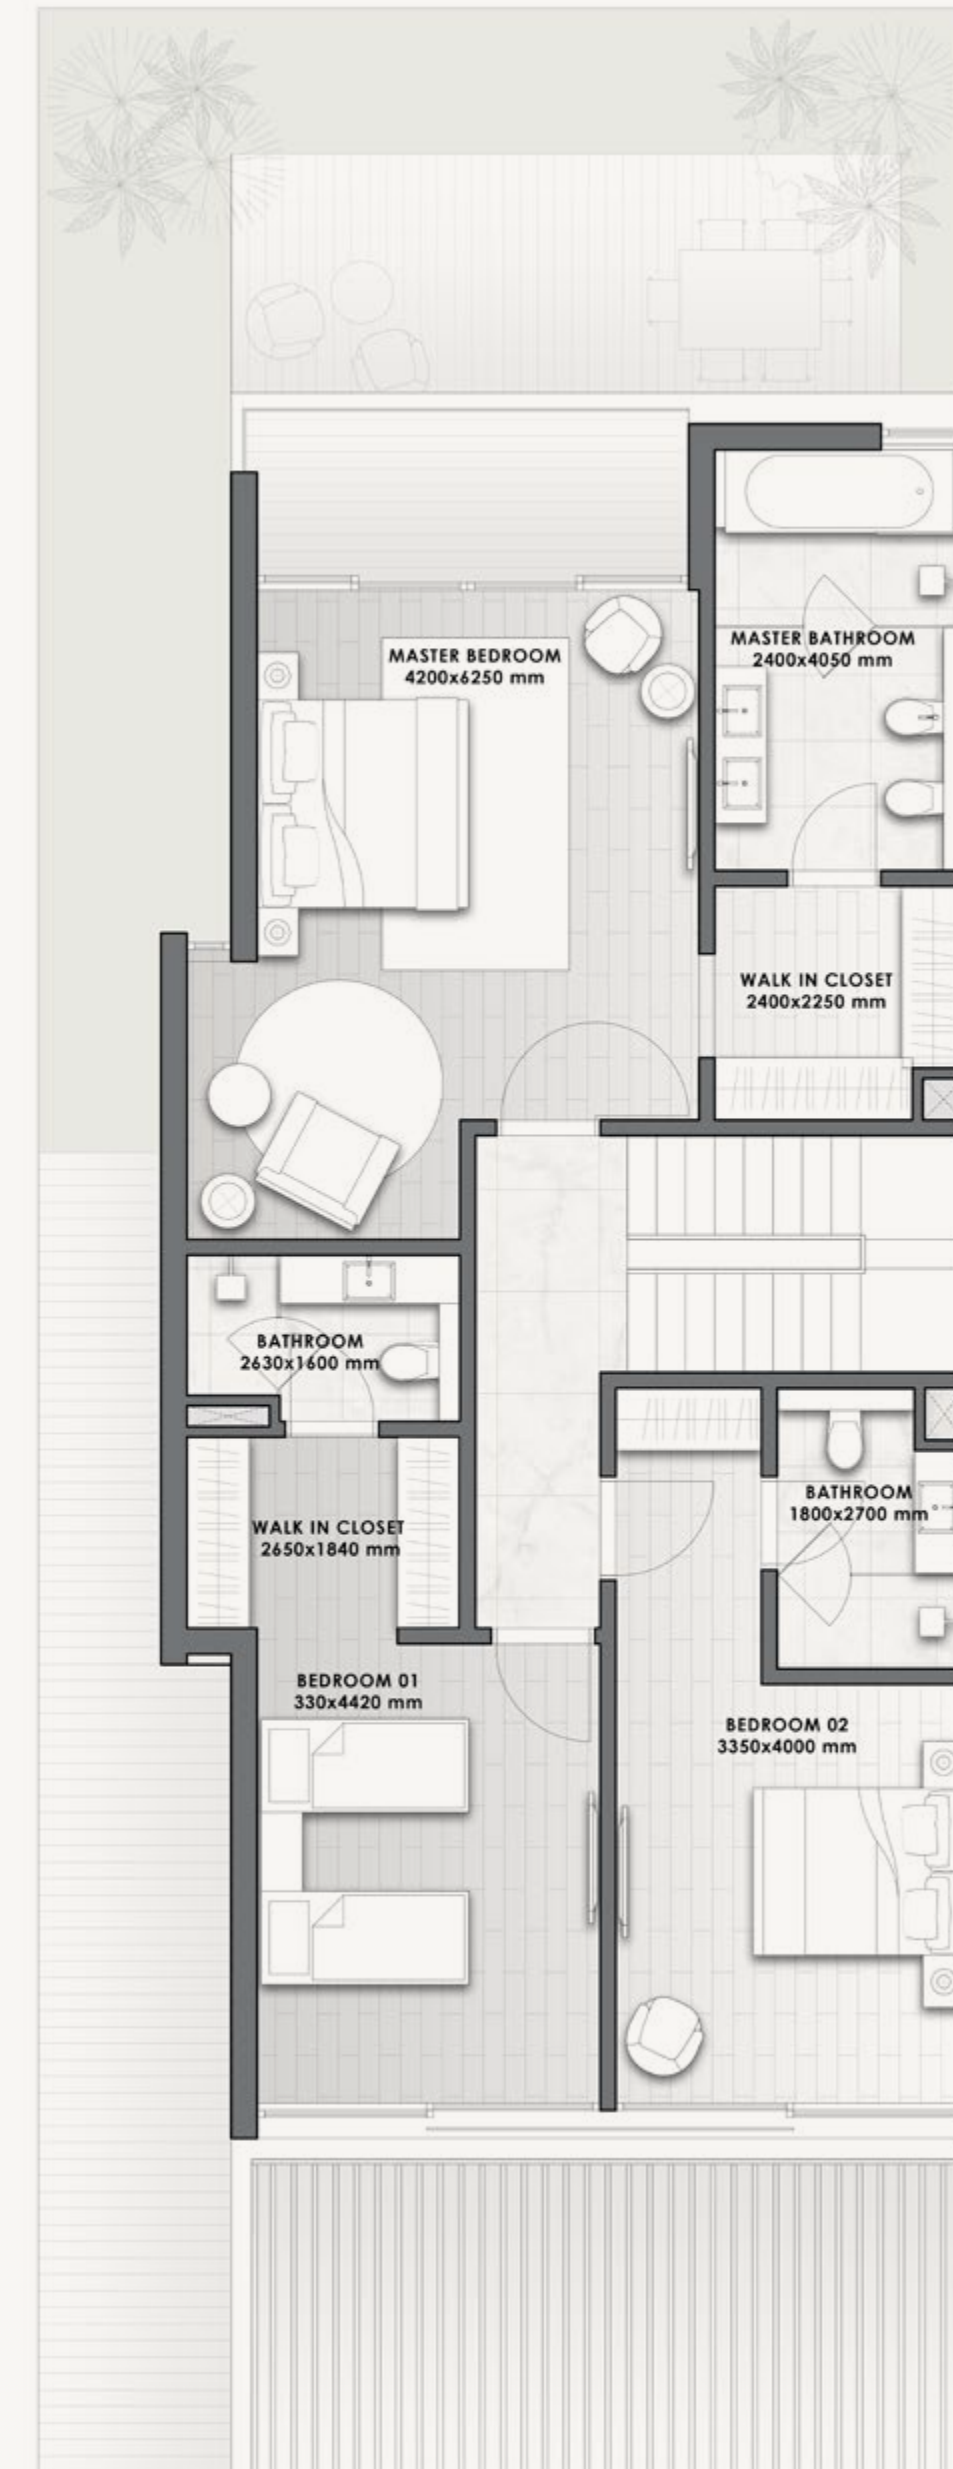 MASTER BEDROOM
4200x6250 mm
MASTER BATHROOM
2400x4050 mm
WALK IN CLOSET
2400x2250 mm
BATHROOM
2630x1600 mm
WALK IN CLOSET
2650x1840 mm
BATHROOM
1800x2700 mm
BEDROOM 01
330x4420 mm
BEDROOM 02
3350x4000 mm